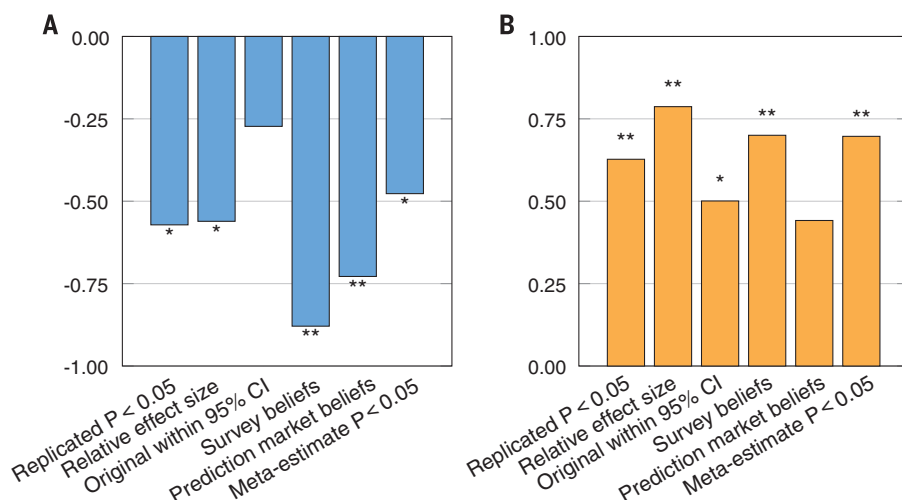 A
0.00
-0.25
-0.50
-0.75
-1.00
*
*
**
**
*
Replicated P < 0.05
Relative effect size
Original within 95% CI
Survey beliefs
Prediction market beliefs
Meta-estimate P < 0.05
B
1.00
0.75
0.50
0.25
0.00
**
**
*
**
**
Replicated P < 0.05
Relative effect size
Original within 95% CI
Survey beliefs
Prediction market beliefs
Meta-estimate P < 0.05